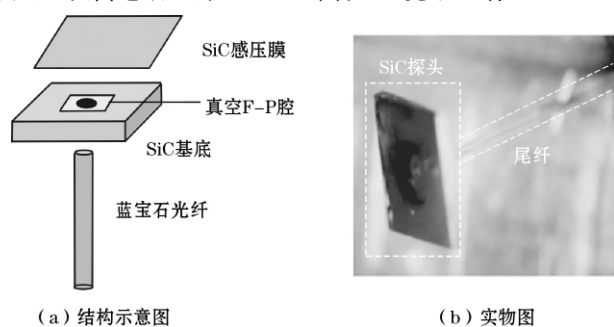 SiC感压膜
真空F-P腔
SiC基底
蓝宝石光纤
(a)结构示意图
SiC探头
尾纤
(b)实物图